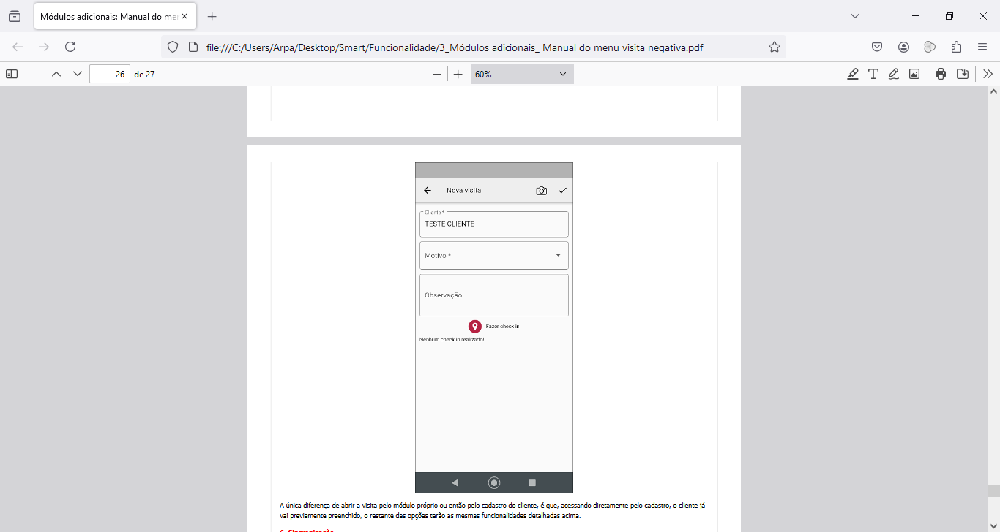 Módulos adicionais: Manual do me
file:///C:/Users/Arpa/Desktop/Smart/Funcionalidade/3_Módulos adicionais_ Manual do menu visita negativa.pdf
26 de 27
60%
Nova visita
Cliente *
TESTE CLIENTE
Motivo *
Observação
Fazer check in
Nenhum check in realizado!
A única diferença de abrir a visita pelo módulo próprio ou então pelo cadastro do cliente, é que, acessando diretamente pelo cadastro, o cliente já
vai previamente preenchido, o restante das opções terão as mesmas funcionalidades detalhadas acima.
6. Sincronização